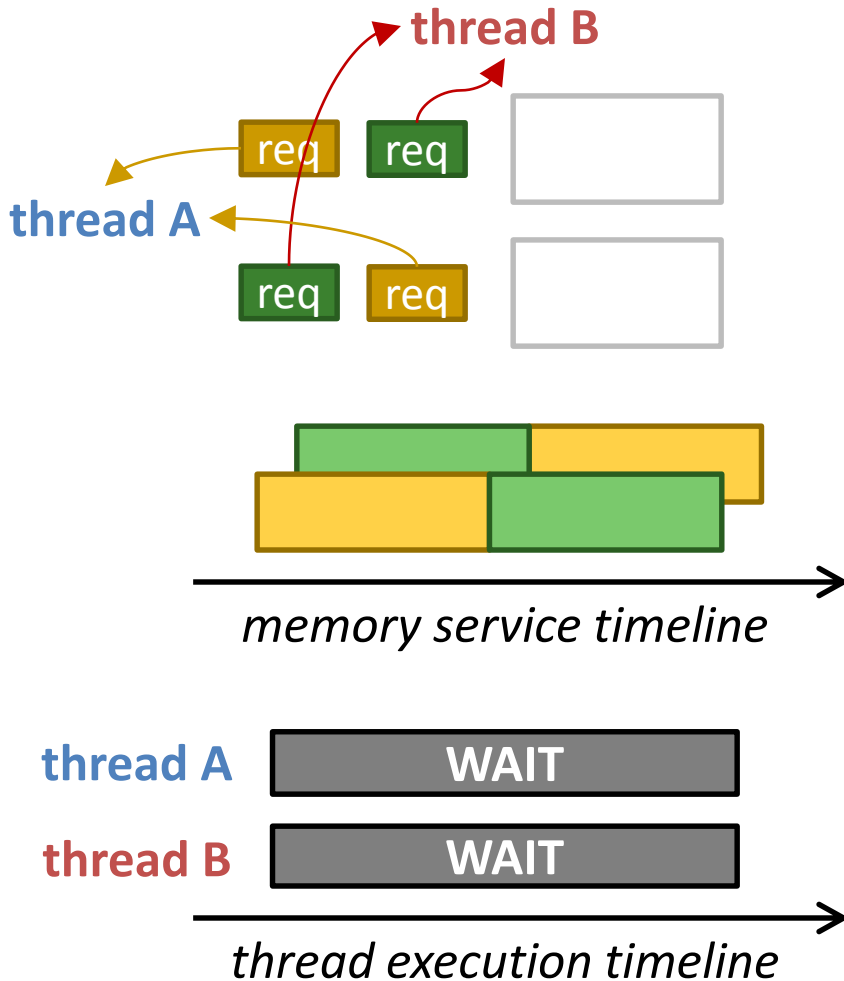 thread B
req
req
thread A
req
req
memory service timeline
thread A
WAIT
thread B
WAIT
thread execution timeline